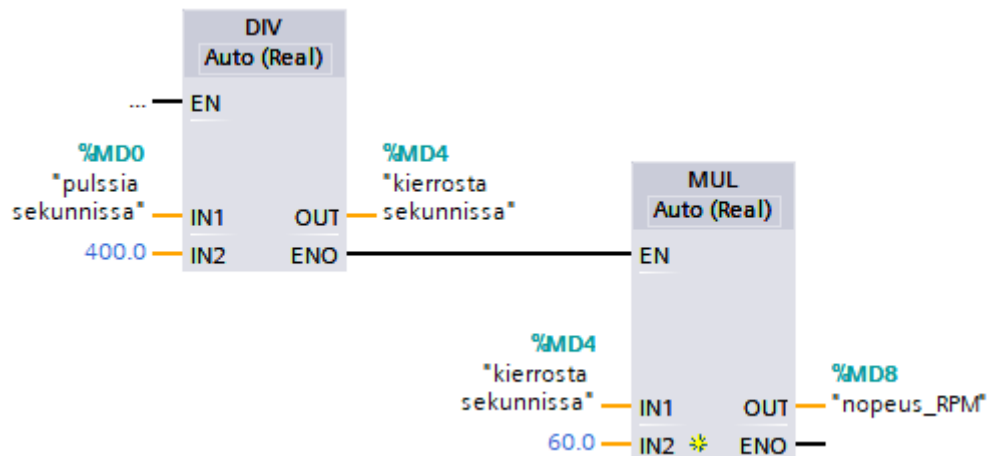 DIV
Auto (Real)
... EN
%MD0
"pulssia
sekunnissa"
IN1
400.0
IN2
%MD4
"kierrosta
sekunnissa"
OUT
ENO
MUL
Auto (Real)
EN
%MD4
"kierrosta
sekunnissa"
IN1
60.0
IN2
%MD8
"nopeus_RPM"
OUT
ENO